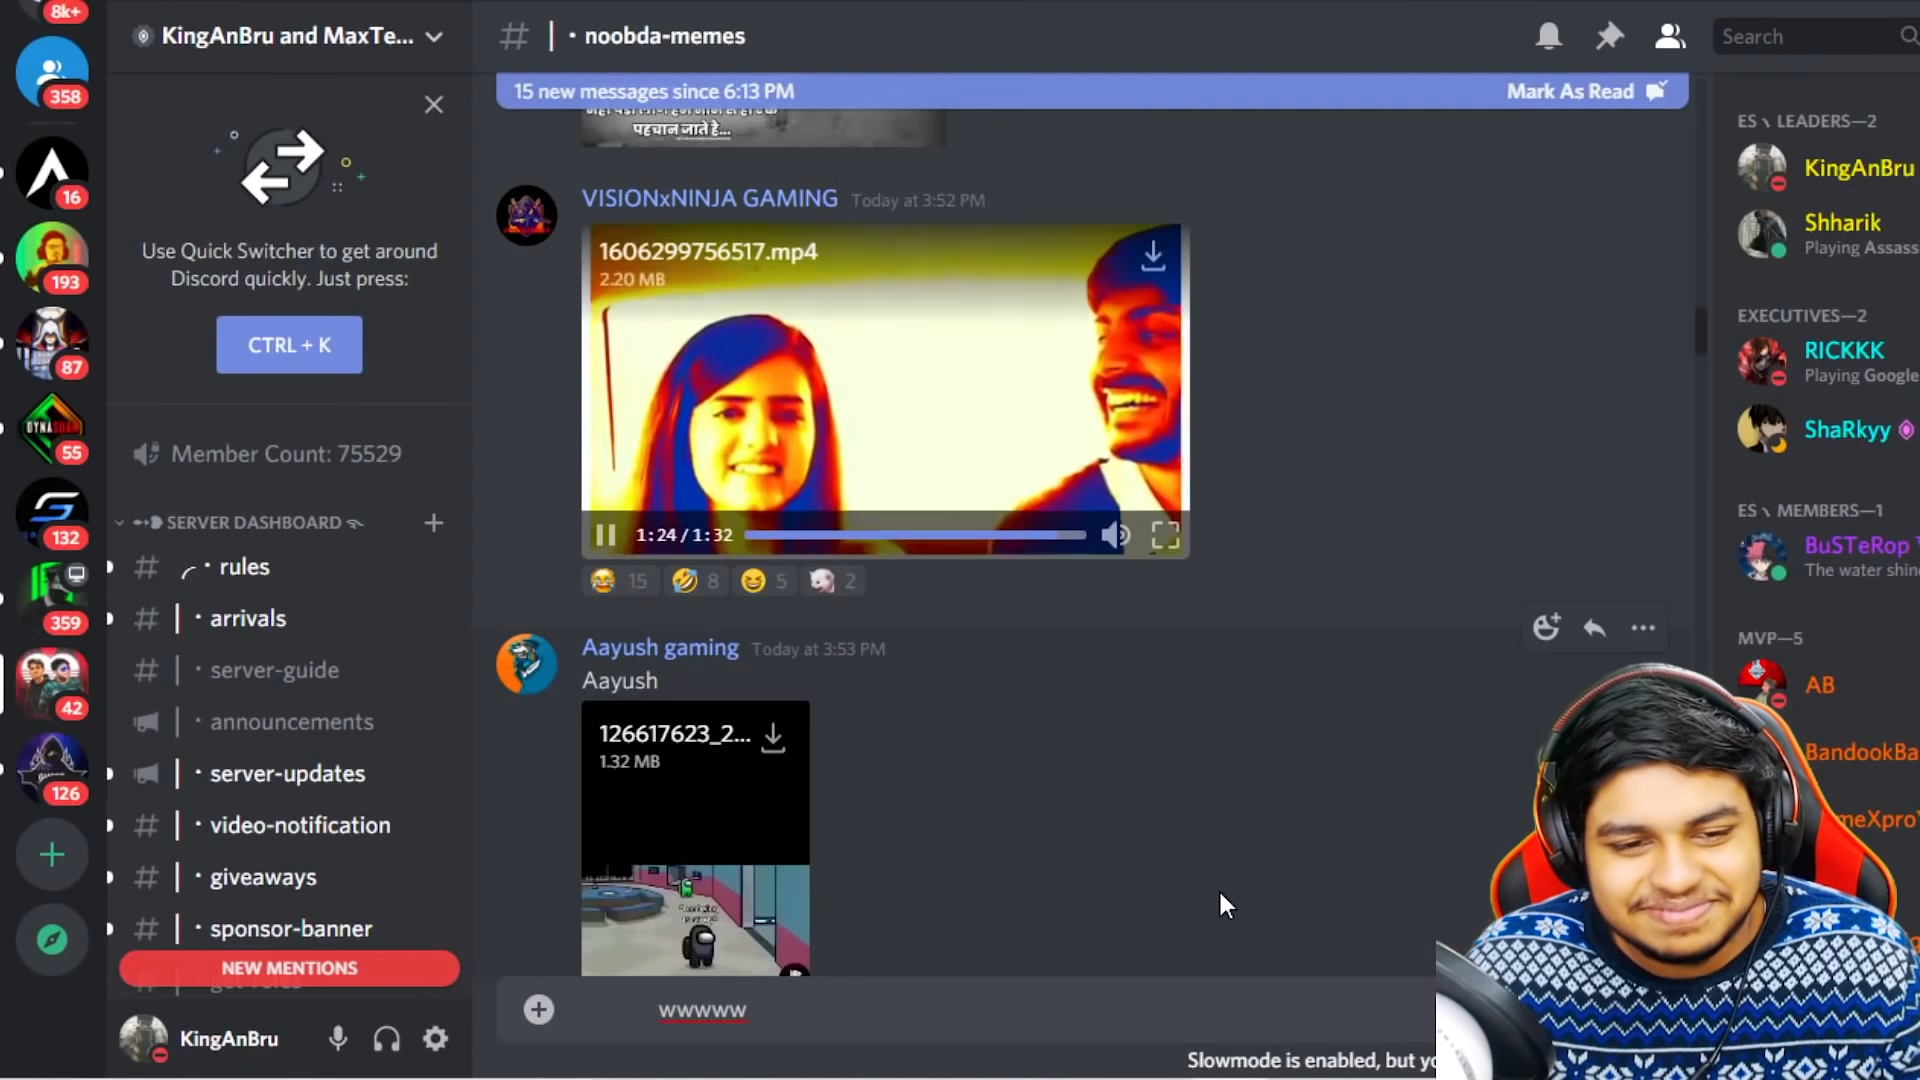 8k+
358
16
193
87
DYNASOAR
55
132
359
42
126
KingAnBru and MaxTe...
Use Quick Switcher to get around
Discord quickly. Just press:
CTRL + K
Member Count: 75529
SERVER DASHBOARD
rules
arrivals
server-guide
announcements
server-updates
video-notification
giveaways
sponsor-banner
NEW MENTIONS
KingAnBru
noobda-memes
Search
15 new messages since 6:13 PM
Mark As Read
पहचान जाते है...
VISIONxNINJA GAMING Today at 3:52 PM
1606299756517.mp4
2.20 MB
1:24 / 1:32
15 8 5 2
Aayush gaming Today at 3:53 PM
Aayush
126617623_2...
1.32 MB
wwwww
Slowmode is enabled, but yo
ES LEADERS—2
KingAnBru
Shharik
Playing Assass
EXECUTIVES—2
RICKKK
Playing Google
ShaRkyy
ES MEMBERS—1
BuSTeRop
The water shin
MVP—5
AB
BandookBa
meXpro